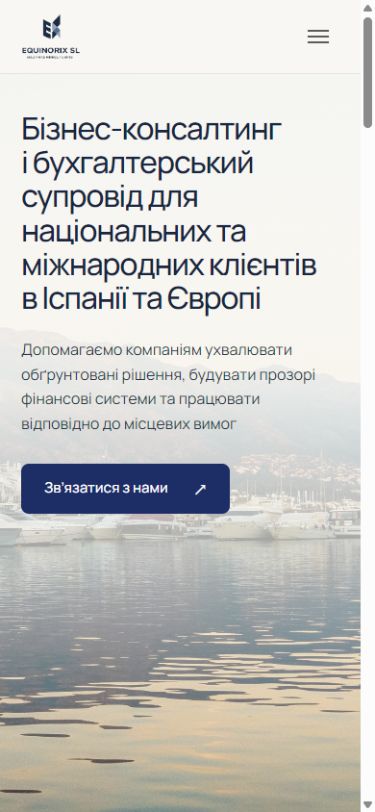 EQUINORIX SL
Бізнес-консалтинг
і бухгалтерський
супровід для
національних та
міжнародних клієнтів
в Іспанії та Європі
Допомагаємо компаніям ухвалювати
обґрунтовані рішення, будувати прозорі
фінансові системи та працювати
відповідно до місцевих вимог
Зв'язатися з нами ↗